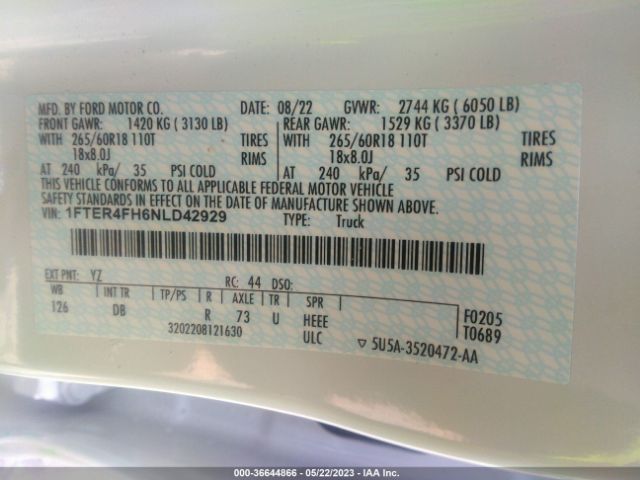 MFD. BY FORD MOTOR CO. DATE: 08/22 GVWR: 2744 KG ( 6050 LB)
FRONT GAWR: 1420 KG ( 3130 LB) REAR GAWR: 1529 KG ( 3370 LB)
WITH 265/60R18 110T TIRES WITH 265/60R18 110T TIRES
18x8.0J RIMS 18x8.0J RIMS
AT 240 kPa/ 35 PSI COLD AT 240 kPa/ 35 PSI COLD
THIS VEHICLE CONFORMS TO ALL APPLICABLE FEDERAL MOTOR VEHICLE
SAFETY STANDARDS IN EFFECT ON THE DATE OF MANUFACTURE SHOWN ABOVE.
VIN: 1FTER4FH6NLD42929 TYPE: Truck
EXT PNT: YZ RC: 44 DSO:
WB INT TR TP/PS R AXLE TR SPR
126 DB R 73 U HEEE F0205
3202208121630 ULC T0689
5U5A-3520472-AA
000-36644866 - 05/22/2023 - IAA Inc.